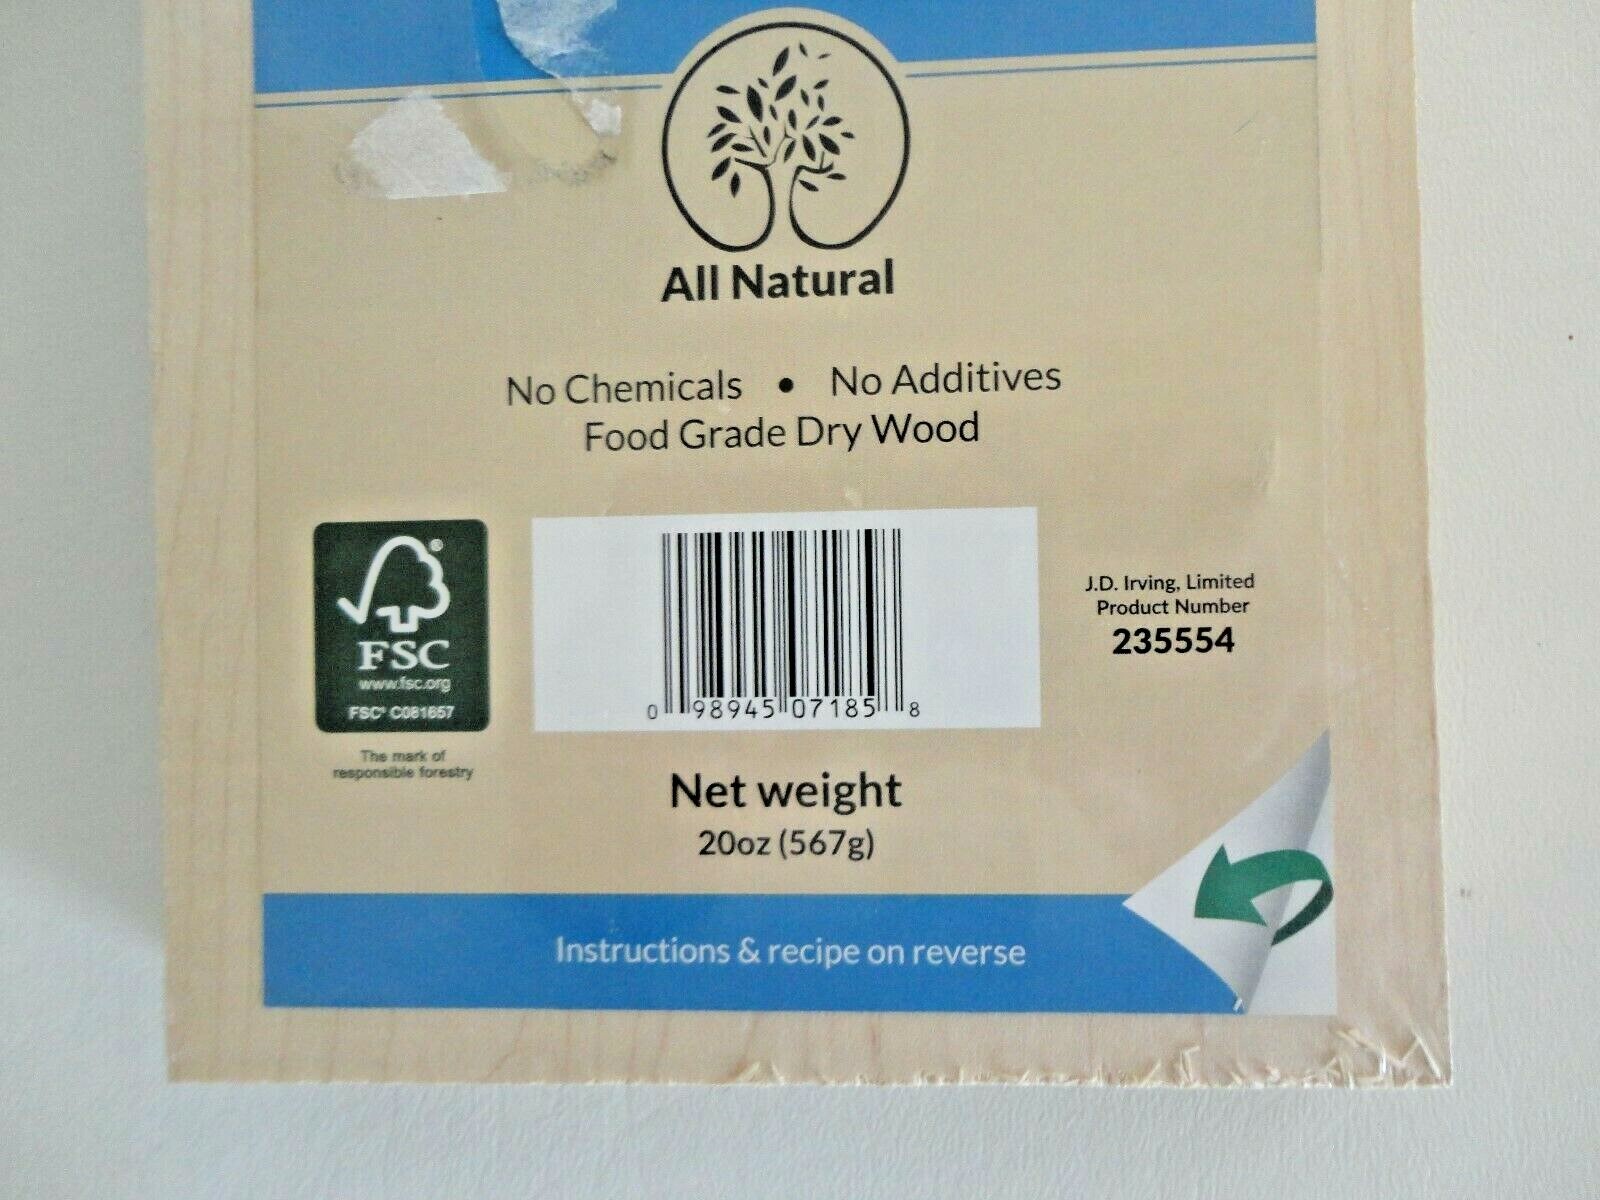 All Natural
No Chemicals • No Additives
Food Grade Dry Wood
FSC®
www.fsc.org
FSC® C081657
The mark of
responsible forestry
0 98945 07185 8
J.D. Irving, Limited
Product Number
235554
Net weight
20oz (567g)
Instructions & recipe on reverse